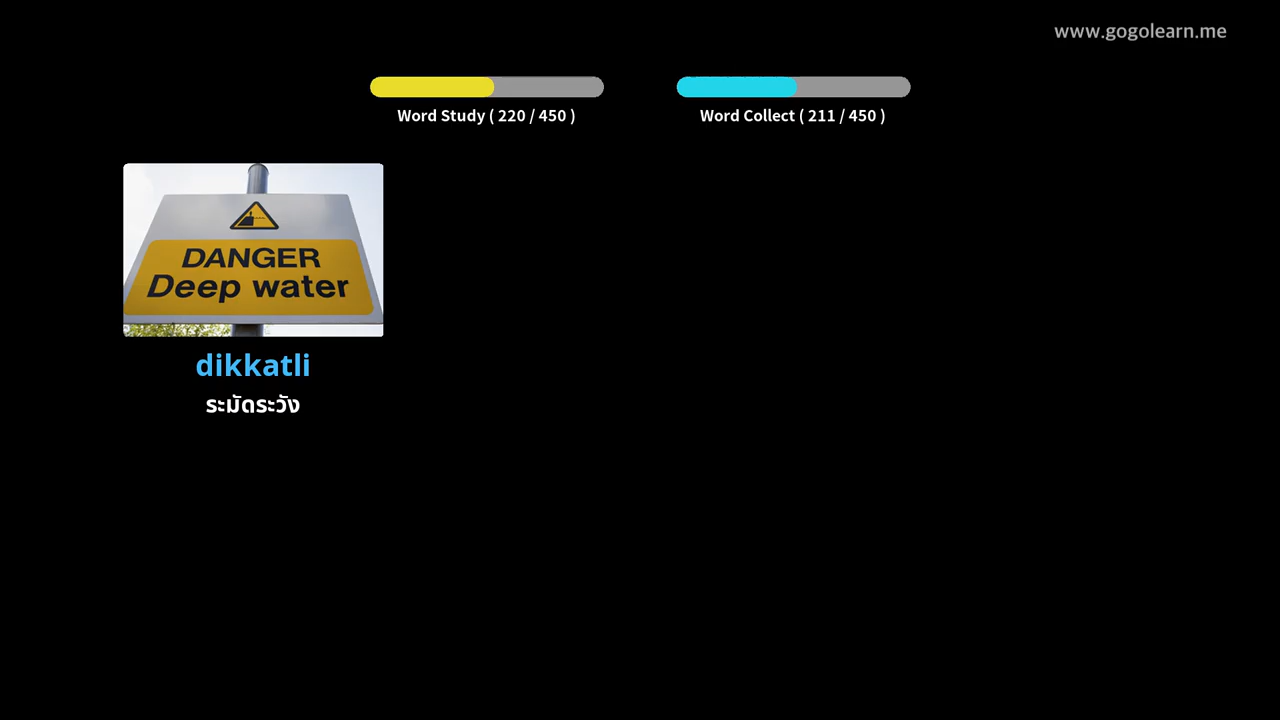 www.gogolearn.me
Word Study ( 220 / 450 )
Word Collect ( 211 / 450 )
DANGER
Deep water
dikkatli
ระมัดระวัง